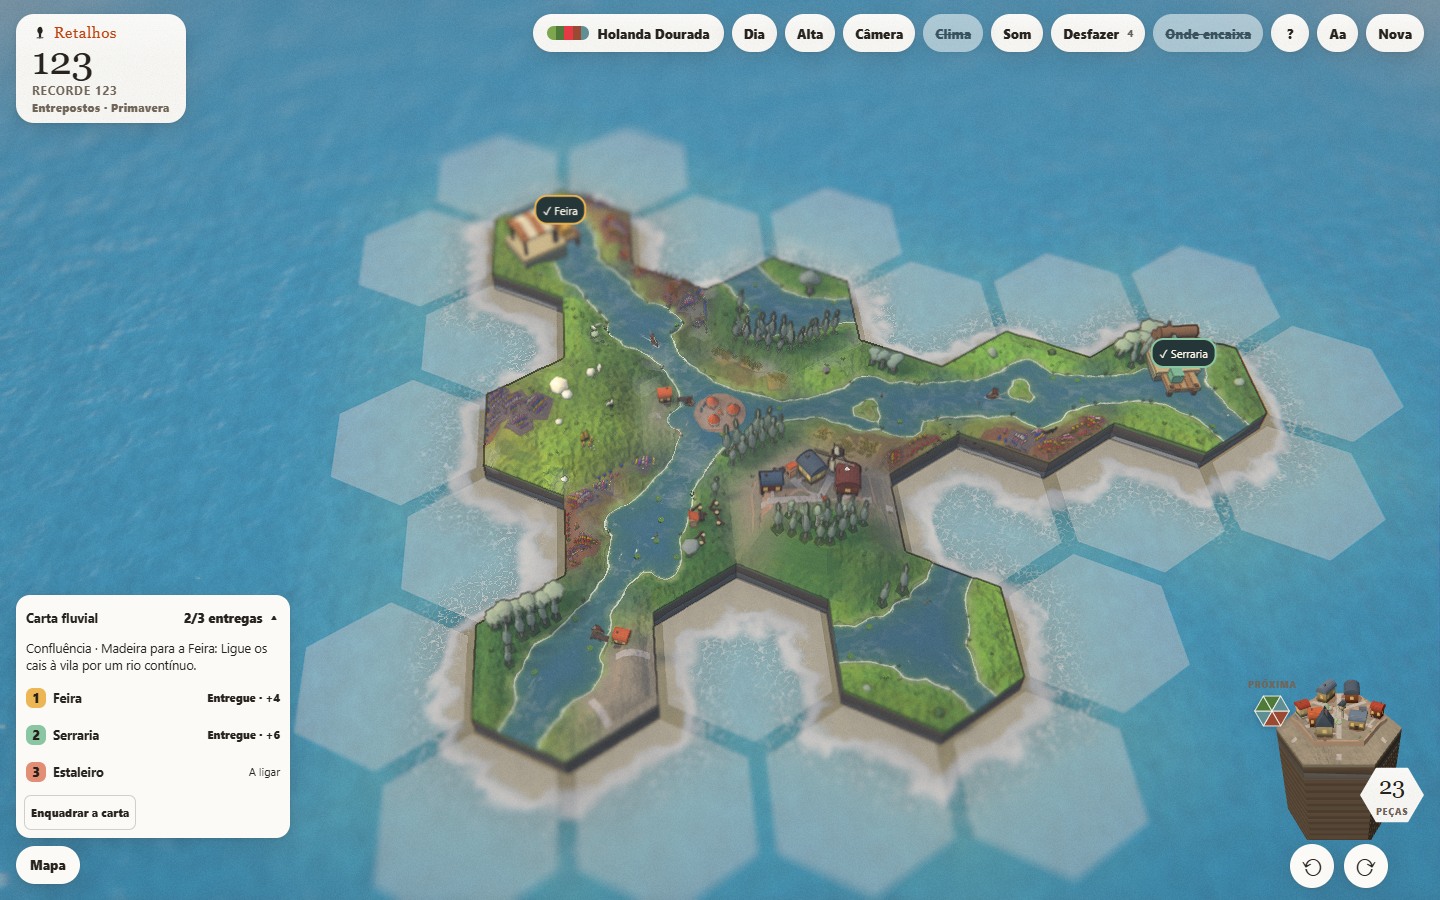 Retalhos
123
RECORDE 123
Entrepostos · Primavera
Holanda Dourada
Dia
Alta
Câmera
Clima
Som
Desfazer 4
Onde encaixa
?
Aa
Nova
✓ Feira
✓ Serraria
Carta fluvial 2/3 entregas
Confluência · Madeira para a Feira: Ligue os
cais à vila por um rio contínuo.
1 Feira Entregue · +4
2 Serraria Entregue · +6
3 Estaleiro A ligar
Enquadrar a carta
Mapa
PRÓXIMA
23
PEÇAS